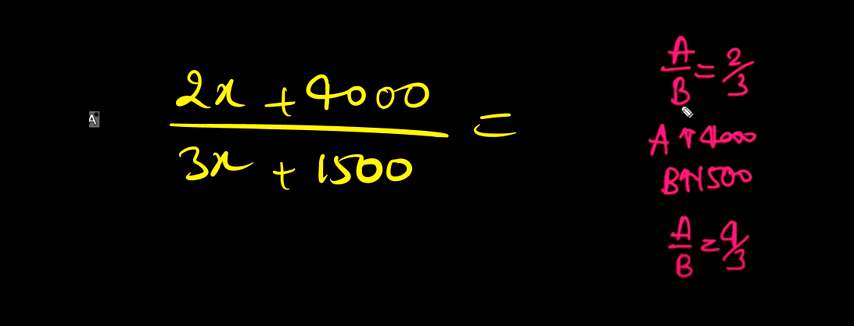 2x + 4000
3x + 1500
=
A
A/B = 2/3
A ↑ 4000
B ↑ 1500
A/B = 4/3